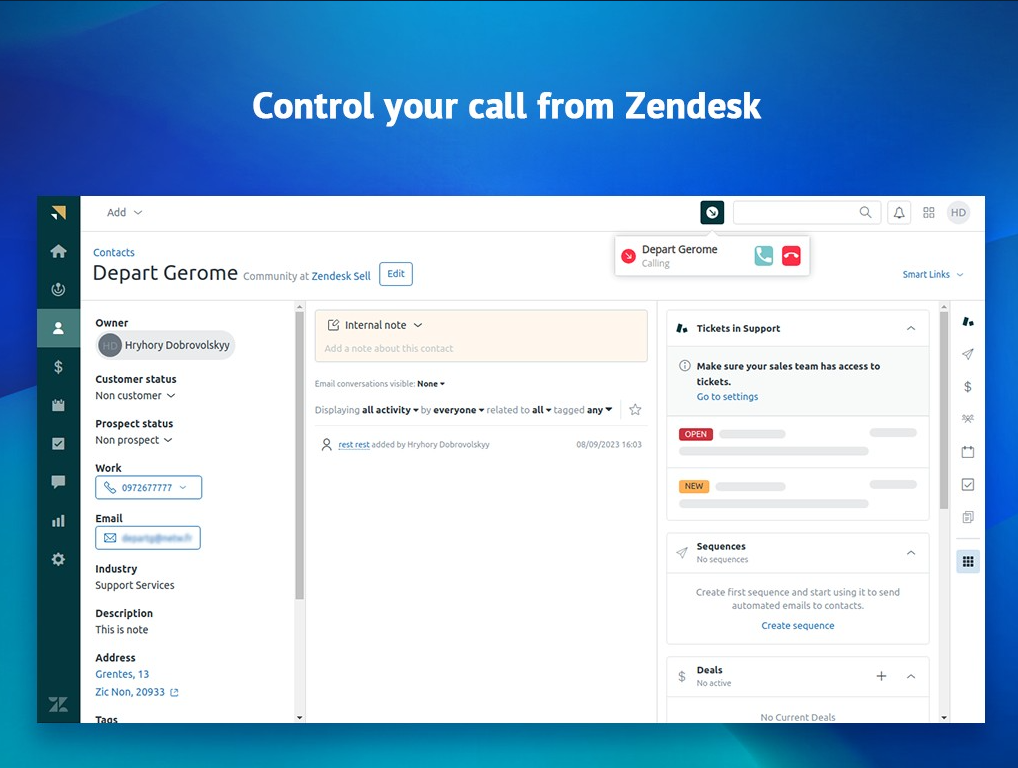 Control your call from Zendesk
Add
HD
Depart Gerome
Calling
Contacts
Depart Gerome Community at Zendesk Sell Edit
Smart Links
Owner
HD Hryhory Dobrovolskyy
Customer status
Non customer
Prospect status
Non prospect
Work
0972677777
Email
Industry
Support Services
Description
This is note
Address
Grentes, 13
Zic Non, 20933
Tags
Internal note
Add a note about this contact
Email conversations visible: None
Displaying all activity by everyone related to all tagged any
rest rest added by Hryhory Dobrovolskyy 08/09/2023 16:03
Tickets in Support
Make sure your sales team has access to
tickets.
Go to settings
OPEN
NEW
Sequences
No sequences
Create first sequence and start using it to send
automated emails to contacts.
Create sequence
Deals
No active
No Current Deals